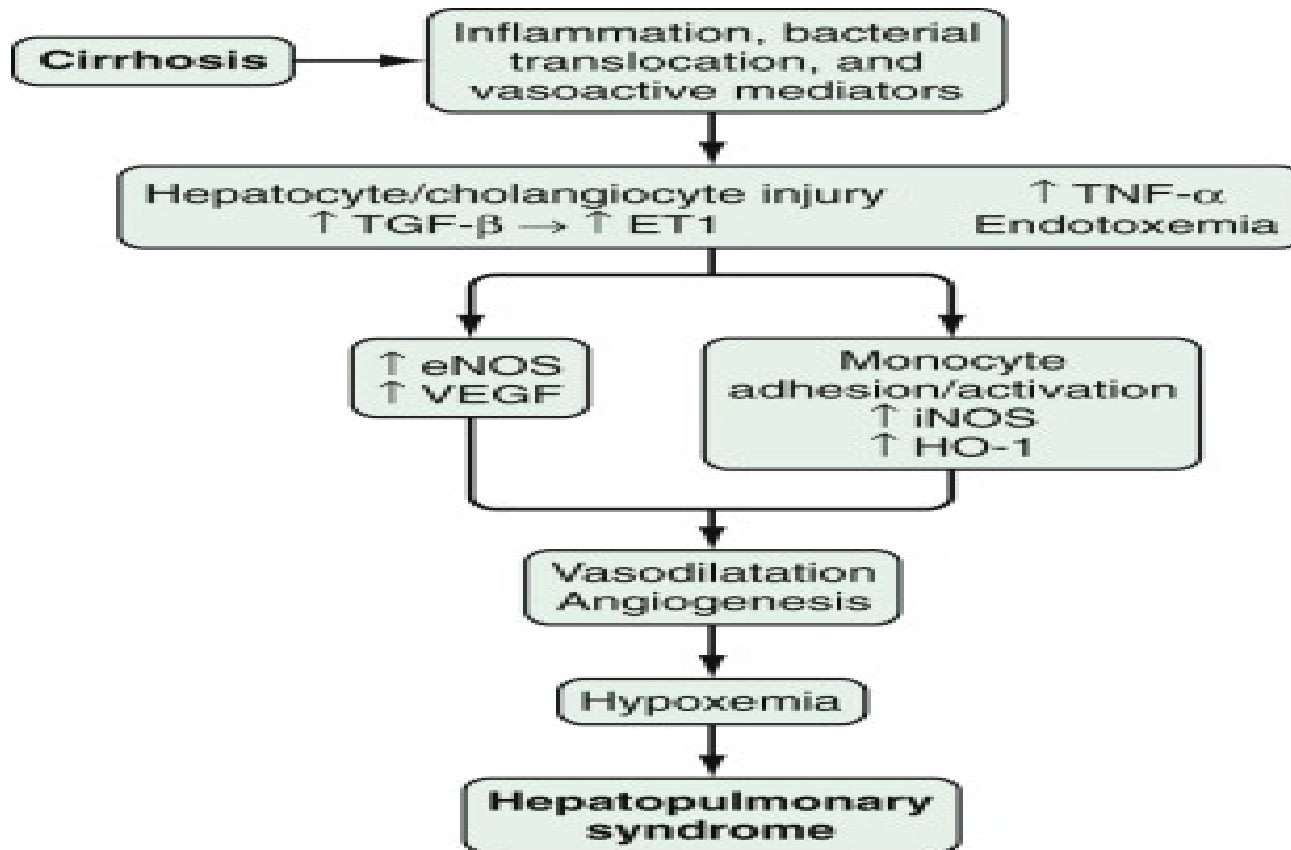 Cirrhosis
Inflammation, bacterial
translocation, and
vasoactive mediators
Hepatocyte/cholangiocyte injury
↑ TGF-β → ↑ ET1
↑ TNF-α
Endotoxemia
↑ eNOS
↑ VEGF
Monocyte
adhesion/activation
↑ iNOS
↑ HO-1
Vasodilatation
Angiogenesis
Hypoxemia
Hepatopulmonary
syndrome